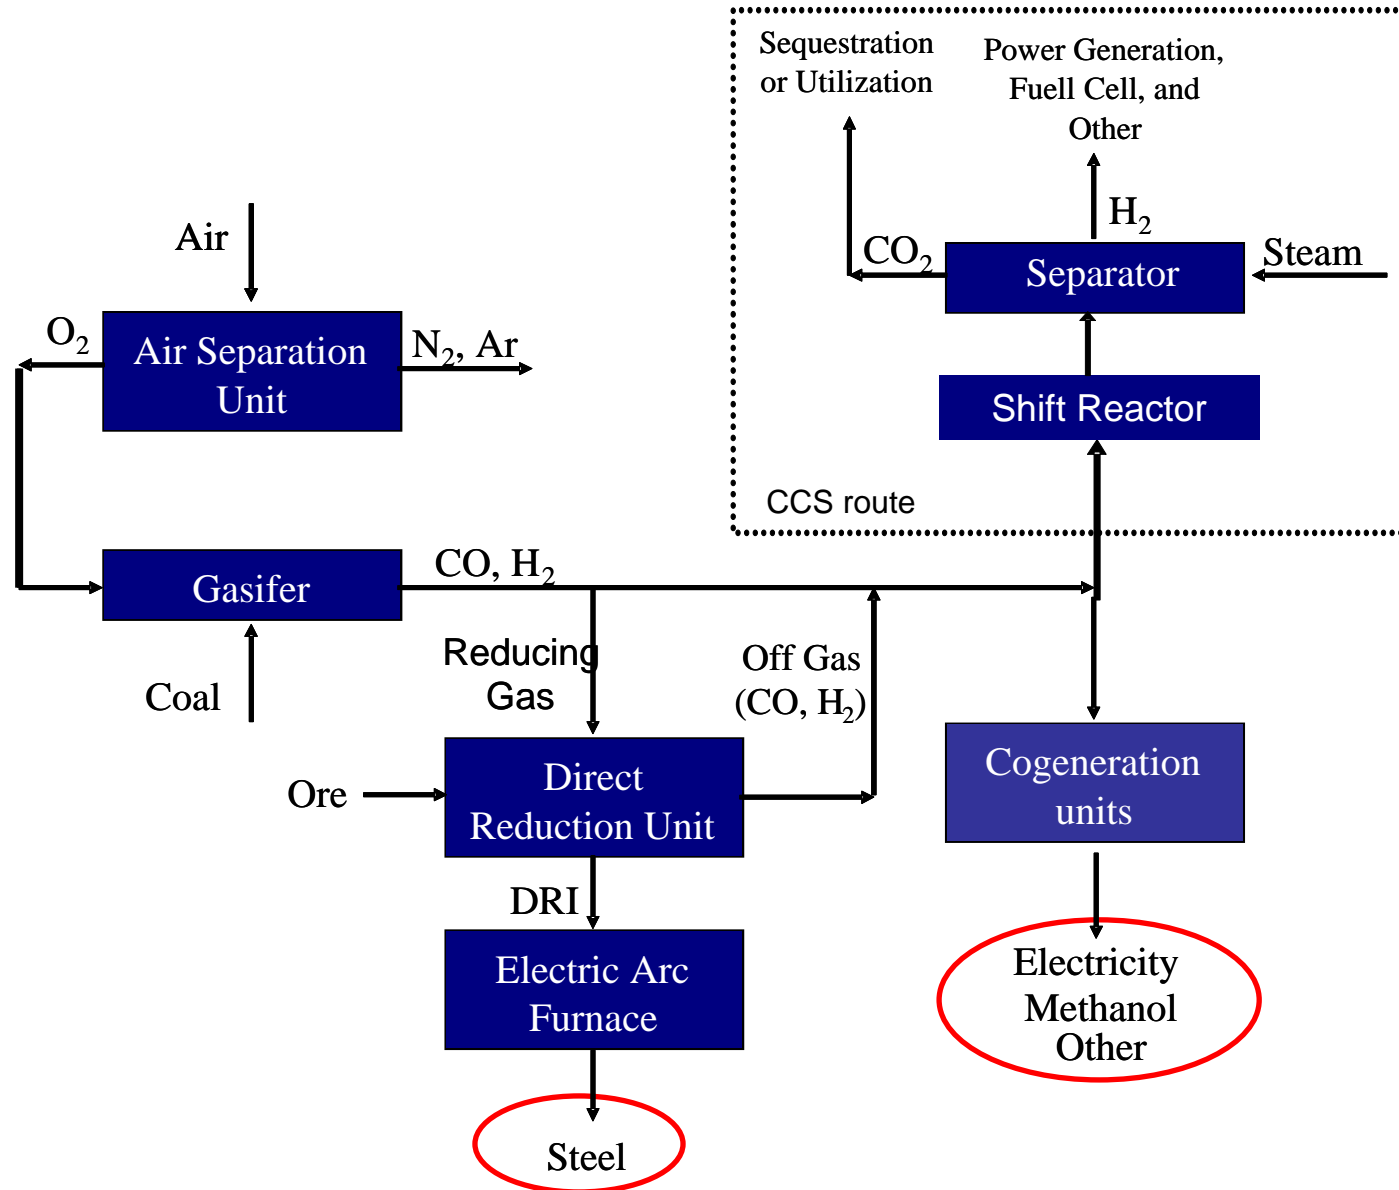 Sequestration
or Utilization
Power Generation,
Fuell Cell, and
Other
H2
CO2
Separator
Steam
Shift Reactor
CCS route
Air
O2
Air Separation
Unit
N2, Ar
Gasifer
CO, H2
Coal
Reducing
Gas
Off Gas
(CO, H2)
Ore
Direct
Reduction Unit
Cogeneration
units
DRI
Electric Arc
Furnace
Electricity
Methanol
Other
Steel